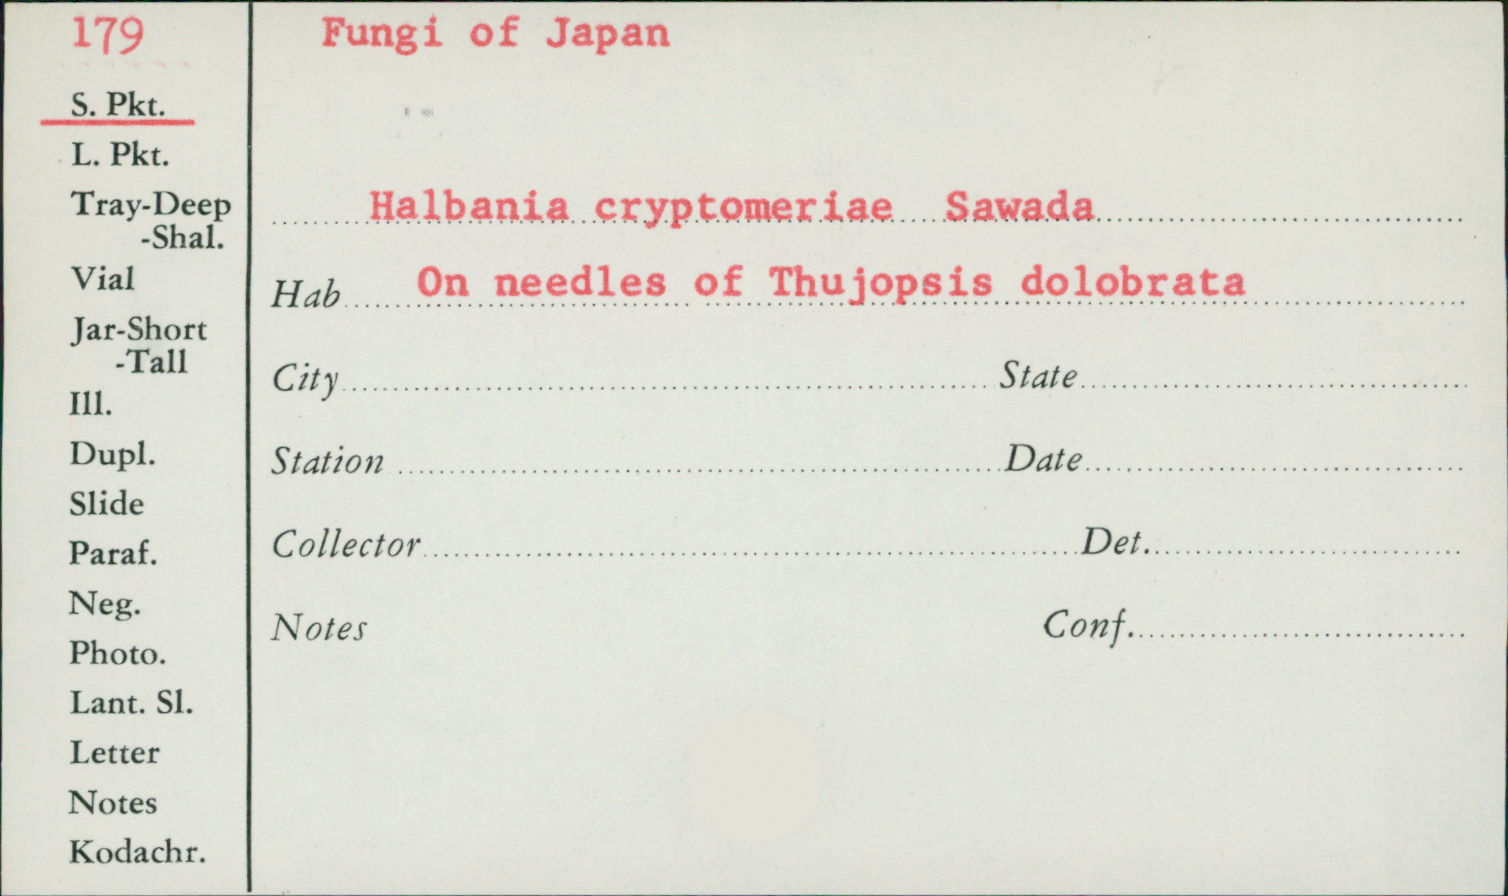 179
S. Pkt.
L. Pkt.
Tray-Deep
-Shal.
Vial
Jar-Short
-Tall
Ill.
Dupl.
Slide
Paraf.
Neg.
Photo.
Lant. Sl.
Letter
Notes
Kodachr.
Fungi of Japan
Halbania cryptomeriae Sawada
Hab On needles of Thujopsis dolobrata
City State
Station Date
Collector Det.
Notes Conf.